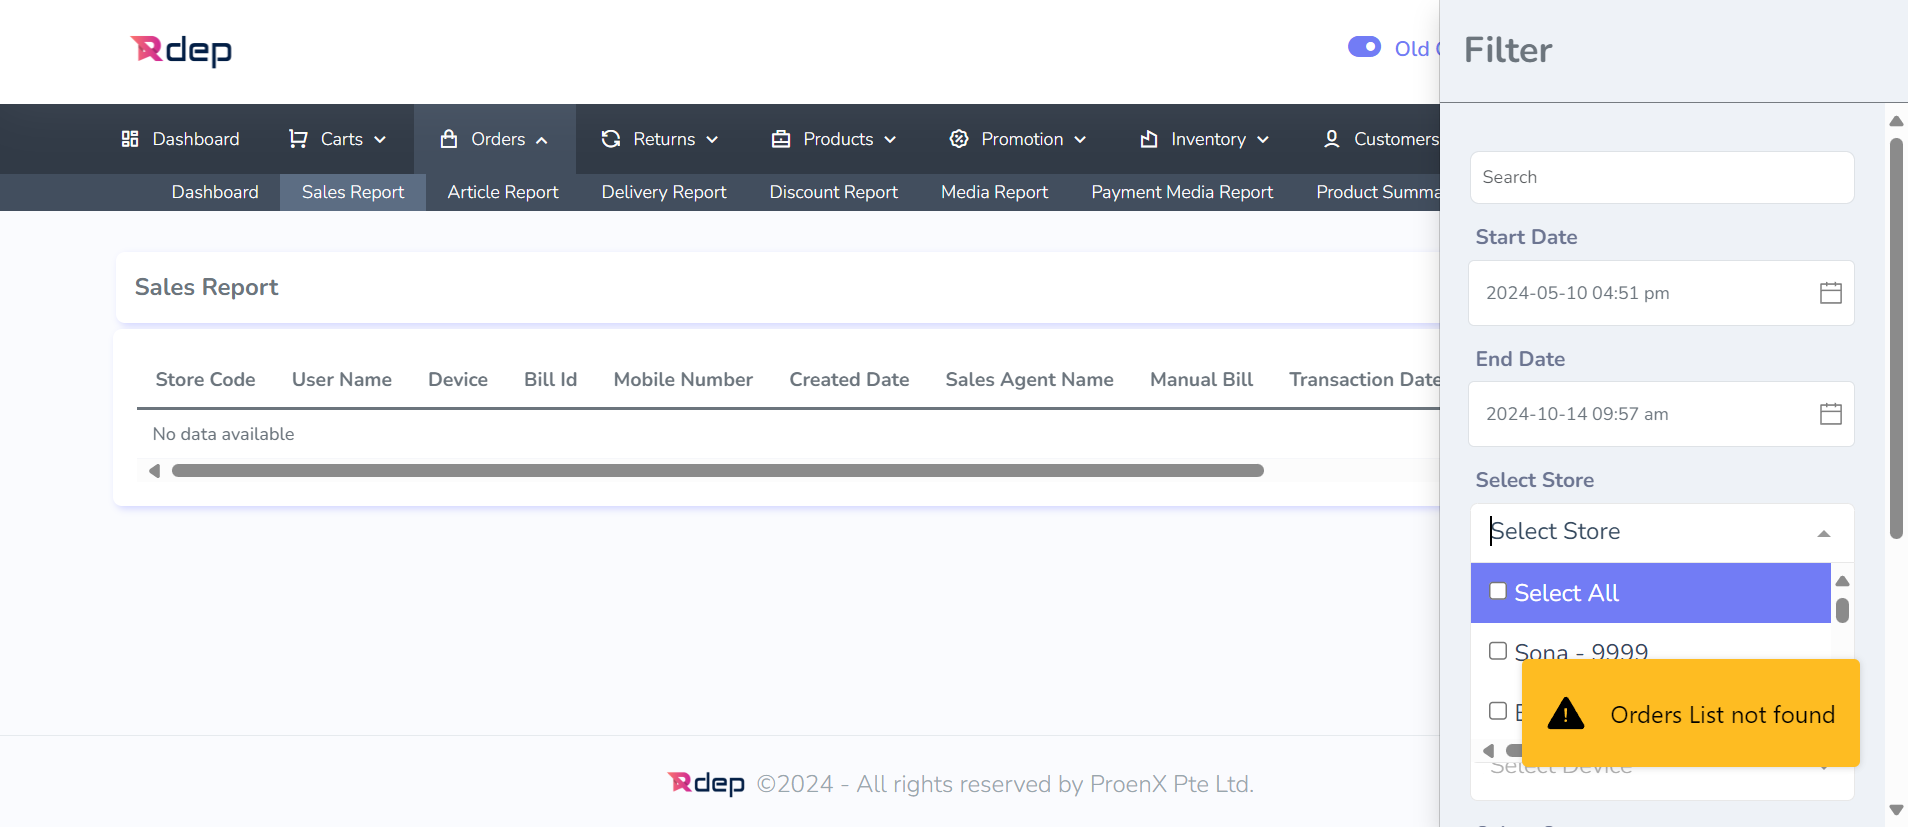 Rdep
Old
Filter
Dashboard
Carts
Orders
Returns
Products
Promotion
Inventory
Customers
Dashboard
Sales Report
Article Report
Delivery Report
Discount Report
Media Report
Payment Media Report
Product Summa
Search
Start Date
2024-05-10 04:51 pm
End Date
2024-10-14 09:57 am
Select Store
Select Store
Select All
Sona - 9999
Orders List not found
Select Device
Sales Report
Store Code
User Name
Device
Bill Id
Mobile Number
Created Date
Sales Agent Name
Manual Bill
Transaction Date
No data available
Rdep ©2024 - All rights reserved by ProenX Pte Ltd.